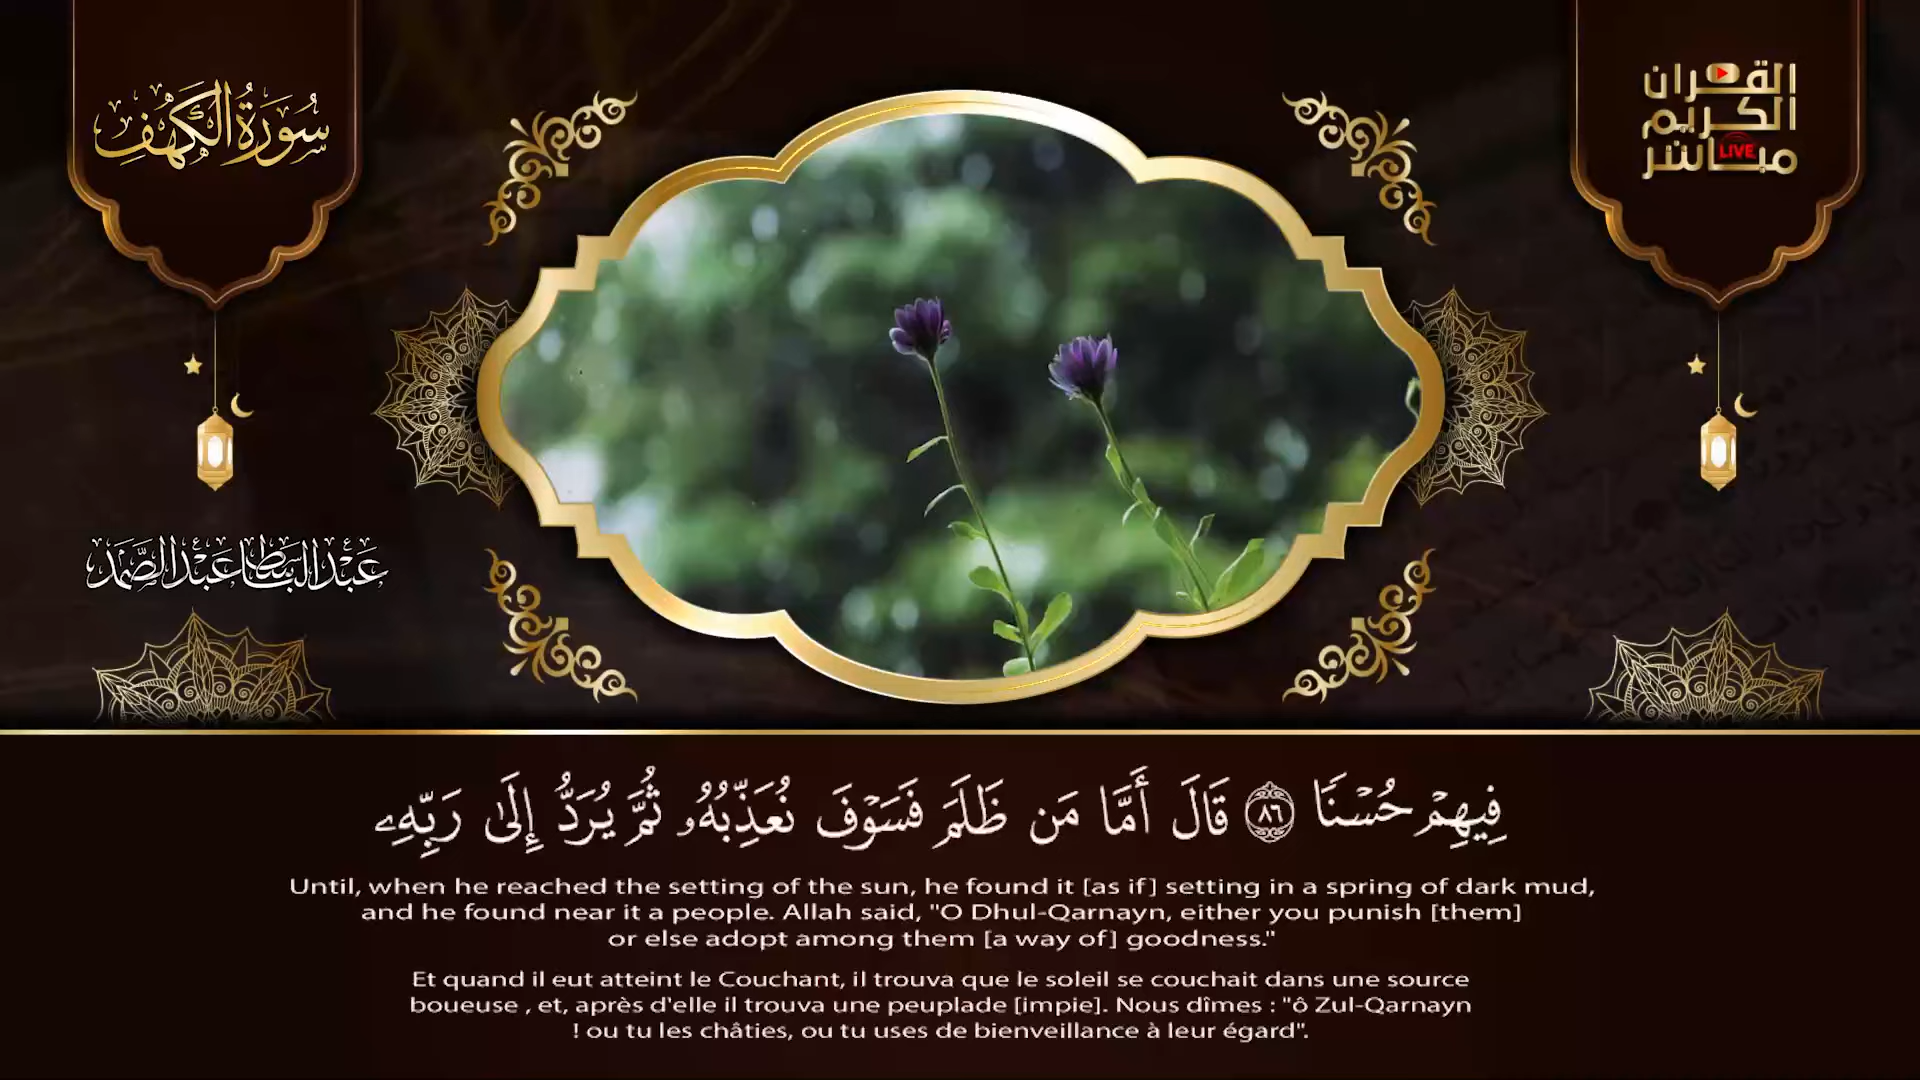 سُورَةُ الكَهْفِ
القرآن
الكريم
مباشر
LIVE
عَبْدُ البَاسِط عَبْدُ الصَّمَد
فِيهِمْ حُسْنًا ٨٦ قَالَ أَمَّا مَن ظَلَمَ فَسَوْفَ نُعَذِّبُهُۥ ثُمَّ يُرَدُّ إِلَىٰ رَبِّهِۦ
Until, when he reached the setting of the sun, he found it [as if] setting in a spring of dark mud,
and he found near it a people. Allah said, "O Dhul-Qarnayn, either you punish [them]
or else adopt among them [a way of] goodness."
Et quand il eut atteint le Couchant, il trouva que le soleil se couchait dans une source
boueuse , et, après d'elle il trouva une peuplade [impie]. Nous dîmes : "ô Zul-Qarnayn
! ou tu les châties, ou tu uses de bienveillance à leur égard".